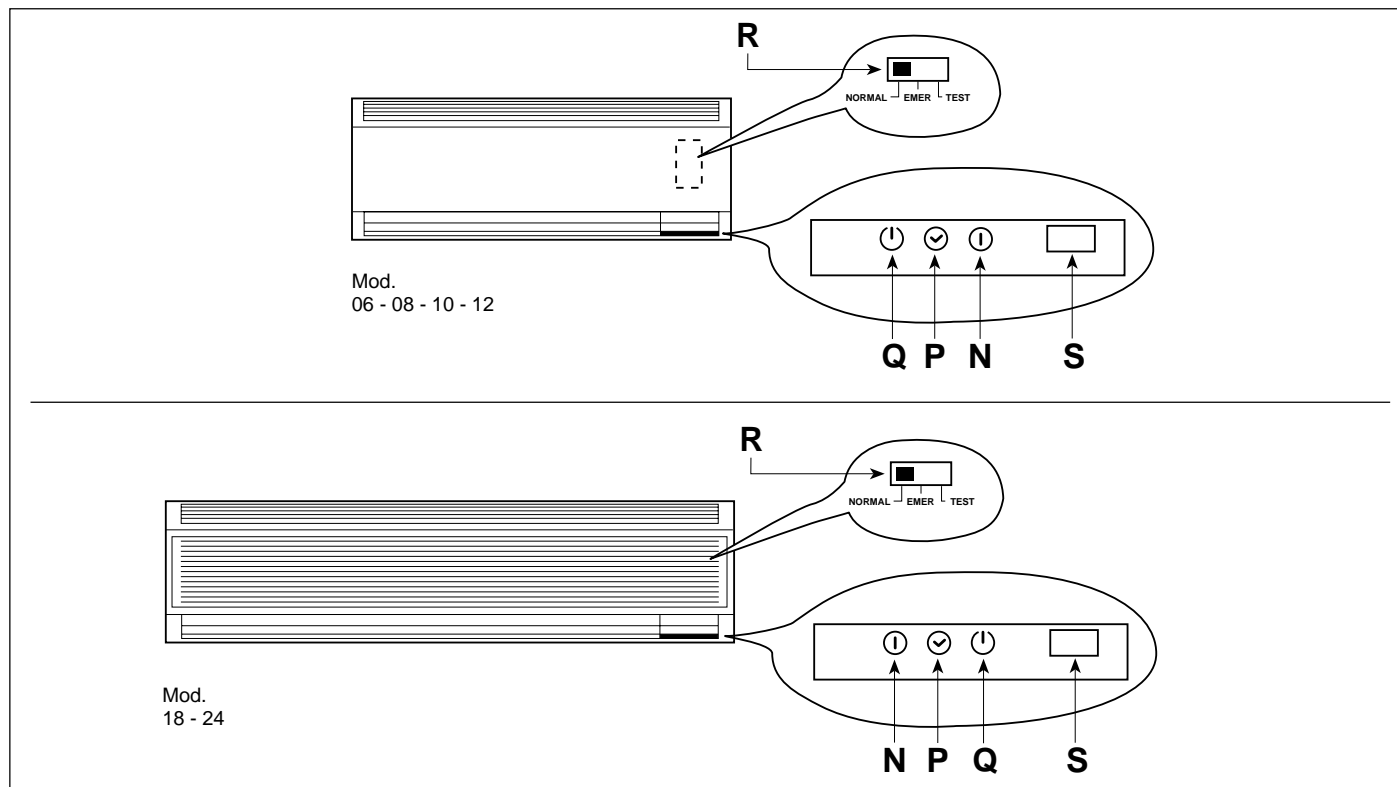 R
NORMAL EMER TEST
Mod.
06 - 08 - 10 - 12
Q P N S
R
NORMAL EMER TEST
Mod.
18 - 24
N P Q S